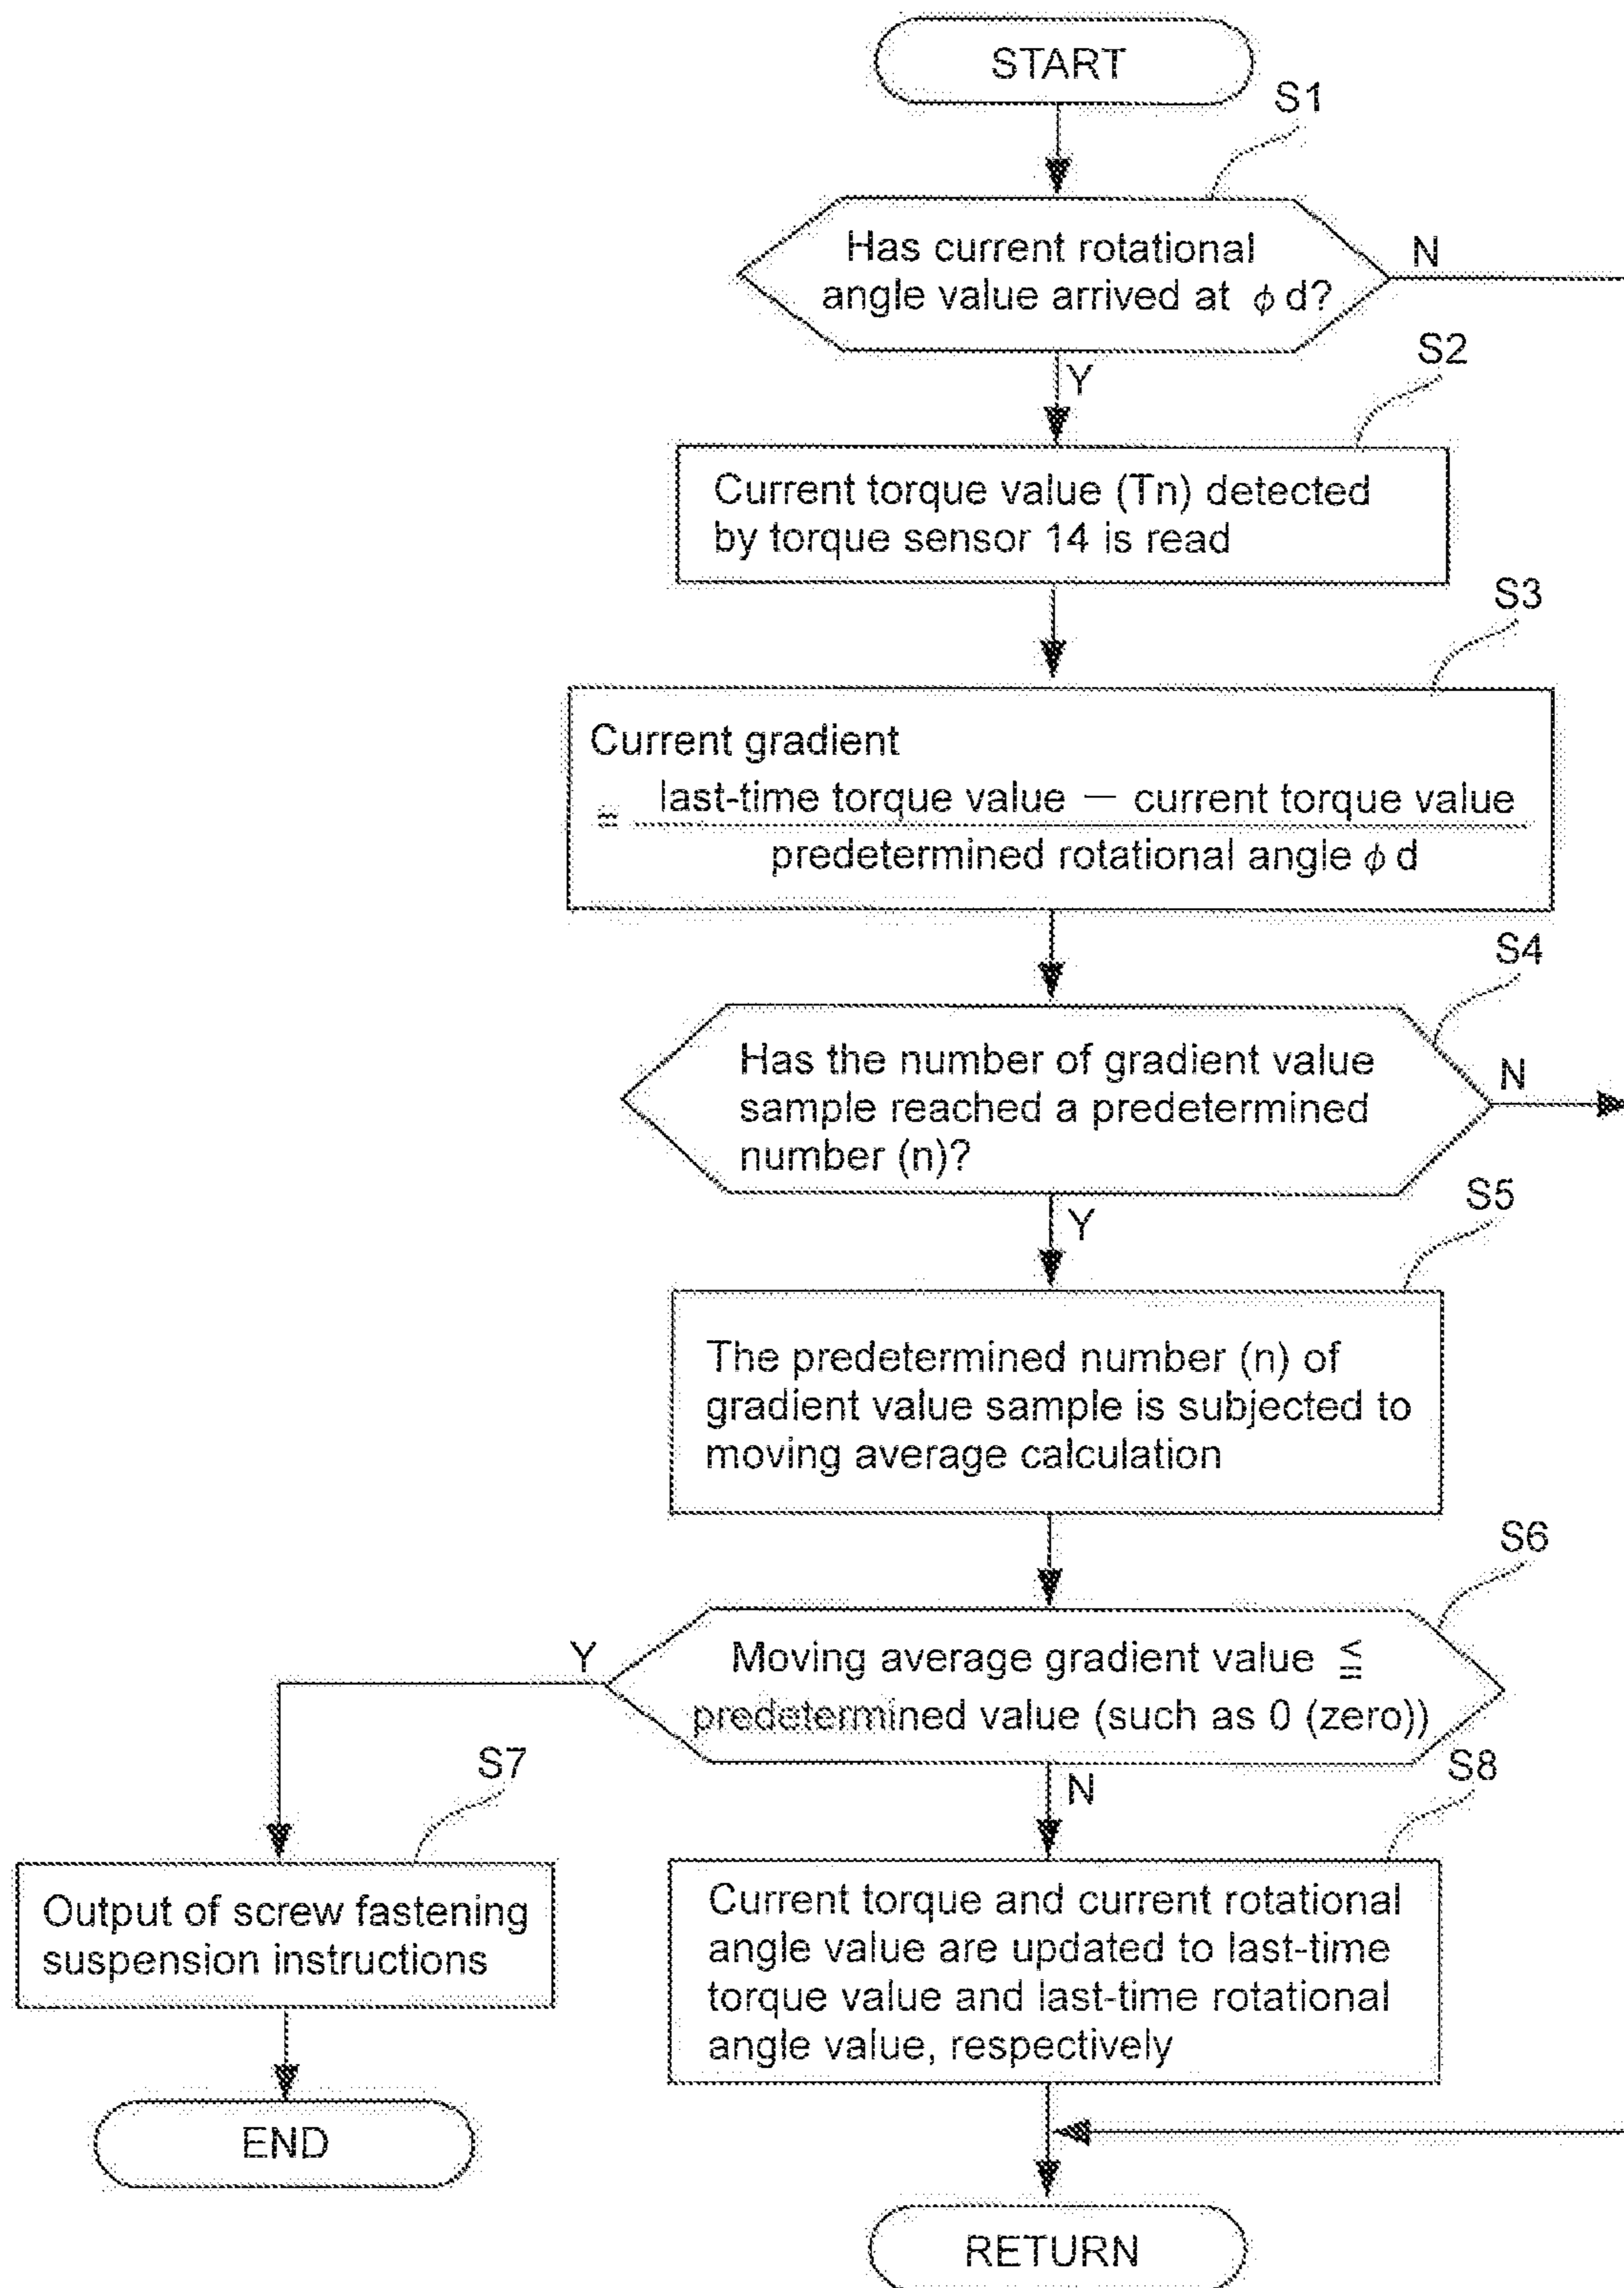 START
S1
Has current rotational
angle value arrived at ϕ d?
N
Y
S2
Current torque value (Tn) detected
by torque sensor 14 is read
S3
Current gradient
≅ last-time torque value — current torque value
predetermined rotational angle ϕ d
S4
Has the number of gradient value
sample reached a predetermined
number (n)?
N
Y
S5
The predetermined number (n) of
gradient value sample is subjected to
moving average calculation
S6
Moving average gradient value ≦
predetermined value (such as 0 (zero))
Y
N
S7
Output of screw fastening
suspension instructions
S8
Current torque and current rotational
angle value are updated to last-time
torque value and last-time rotational
angle value, respectively
END
RETURN